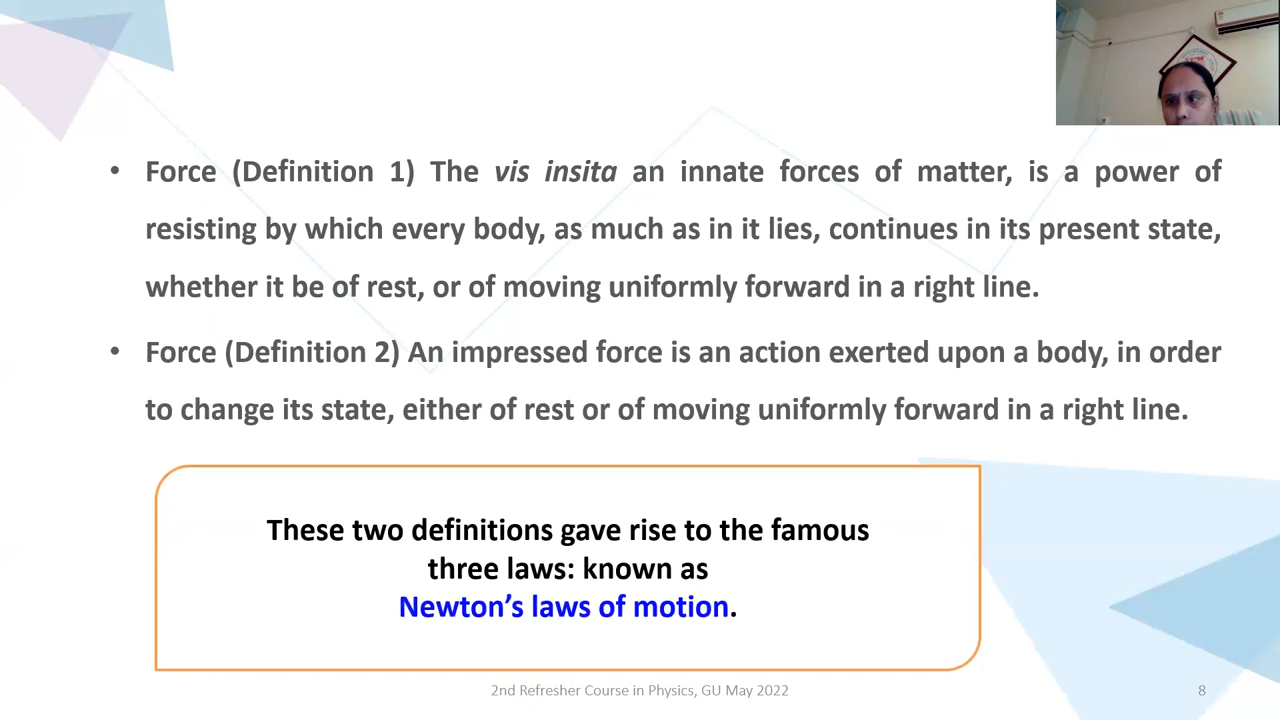 • Force (Definition 1) The vis insita an innate forces of matter, is a power of
resisting by which every body, as much as in it lies, continues in its present state,
whether it be of rest, or of moving uniformly forward in a right line.
• Force (Definition 2) An impressed force is an action exerted upon a body, in order
to change its state, either of rest or of moving uniformly forward in a right line.
These two definitions gave rise to the famous
three laws: known as
Newton’s laws of motion.
2nd Refresher Course in Physics, GU May 2022
8